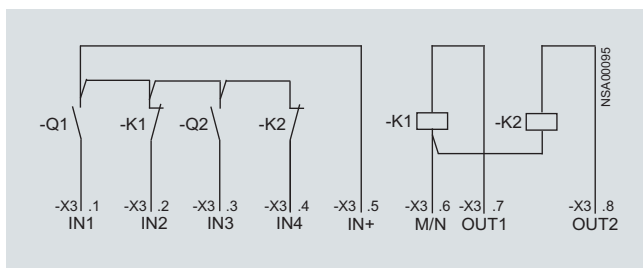 NSA00095
-Q1 -K1 -Q2 -K2 -K1 -K2
-X3 .1 -X3 .2 -X3 .3 -X3 .4 -X3 .5 -X3 .6 -X3 .7 -X3 .8
IN1 IN2 IN3 IN4 IN+ M/N OUT1 OUT2